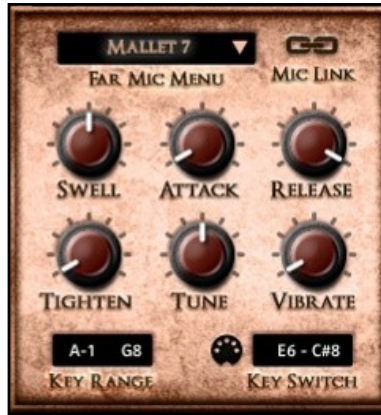 MALLET 7
FAR MIC MENU
MIC LINK
SWELL
ATTACK
RELEASE
TIGHTEN
TUNE
VIBRATE
A-1 G8
KEY RANGE
E6 - C#8
KEY SWITCH